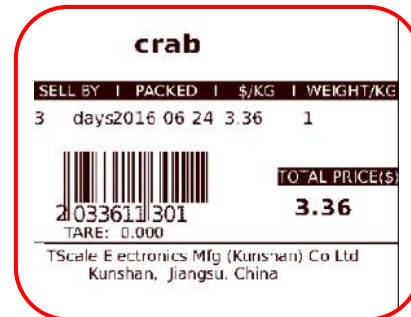 crab
SELL BY I PACKED I $/KG I WEIGHT/KG
3 days2016 06 24 3.36 1
TOTAL PRICE($)
3.36
2 033611 301
TARE: 0.000
TScale Electronics Mfg (Kunshan) Co Ltd
Kunshan, Jiangsu. China